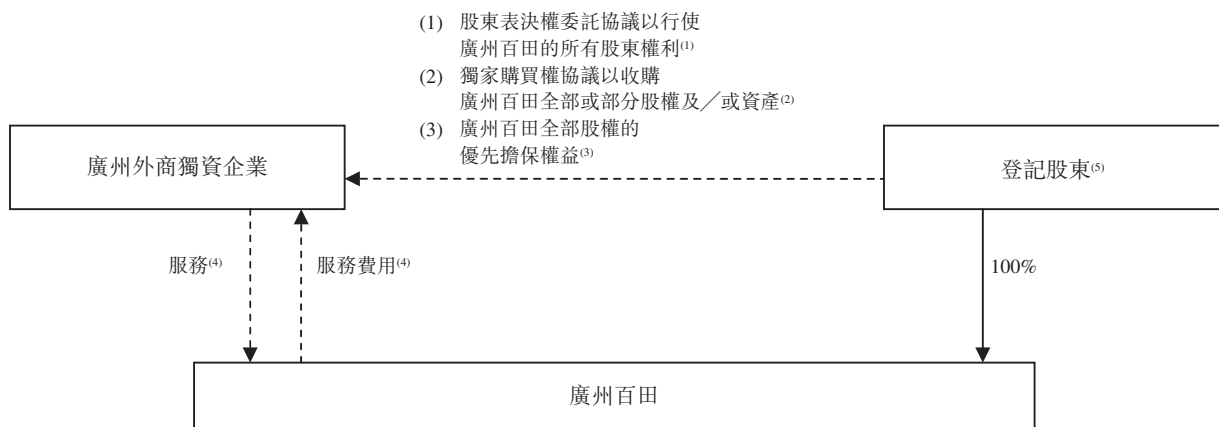 (1) 股東表決權委託協議以行使
廣州百田的所有股東權利⁽¹⁾
(2) 獨家購買權協議以收購
廣州百田全部或部分股權及／或資產⁽²⁾
(3) 廣州百田全部股權的
優先擔保權益⁽³⁾
廣州外商獨資企業
登記股東⁽⁵⁾
服務⁽⁴⁾
服務費用⁽⁴⁾
100%
廣州百田